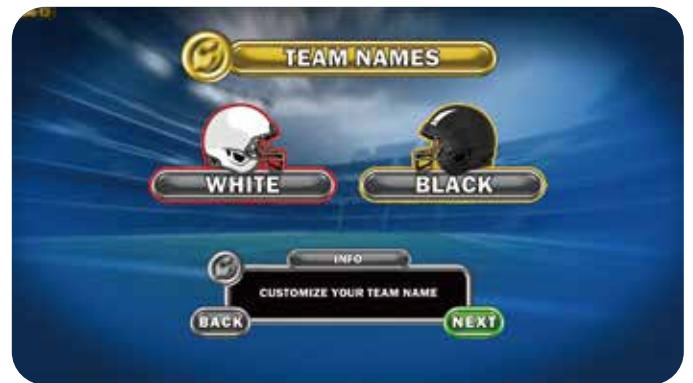 TEAM NAMES
WHITE BLACK
INFO
CUSTOMIZE YOUR TEAM NAME
BACK NEXT